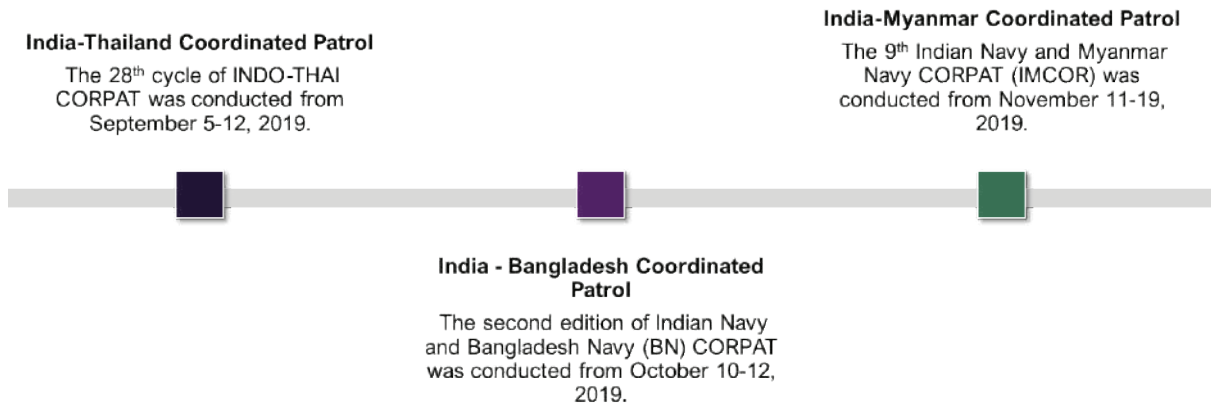 India-Thailand Coordinated Patrol
The 28th cycle of INDO-THAI
CORPAT was conducted from
September 5-12, 2019.
India - Bangladesh Coordinated
Patrol
The second edition of Indian Navy
and Bangladesh Navy (BN) CORPAT
was conducted from October 10-12,
2019.
India-Myanmar Coordinated Patrol
The 9th Indian Navy and Myanmar
Navy CORPAT (IMCOR) was
conducted from November 11-19,
2019.